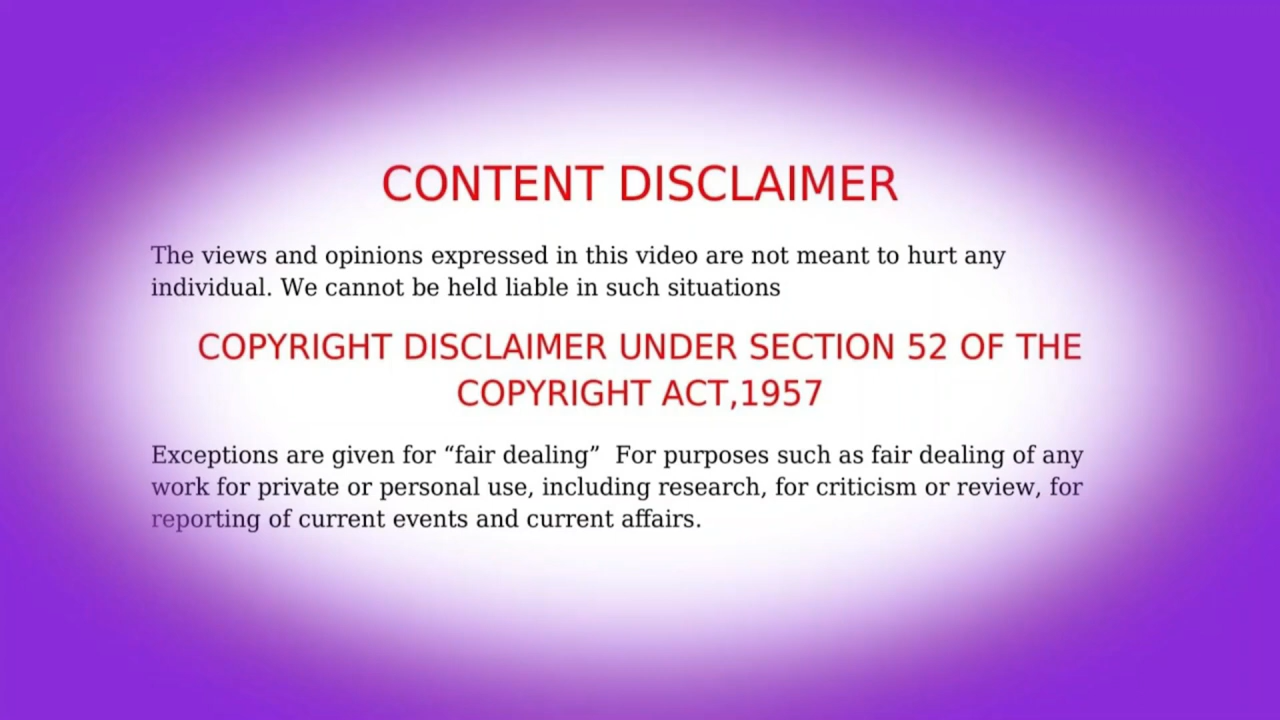 CONTENT DISCLAIMER
The views and opinions expressed in this video are not meant to hurt any
individual. We cannot be held liable in such situations
COPYRIGHT DISCLAIMER UNDER SECTION 52 OF THE
COPYRIGHT ACT,1957
Exceptions are given for “fair dealing”  For purposes such as fair dealing of any
work for private or personal use, including research, for criticism or review, for
reporting of current events and current affairs.